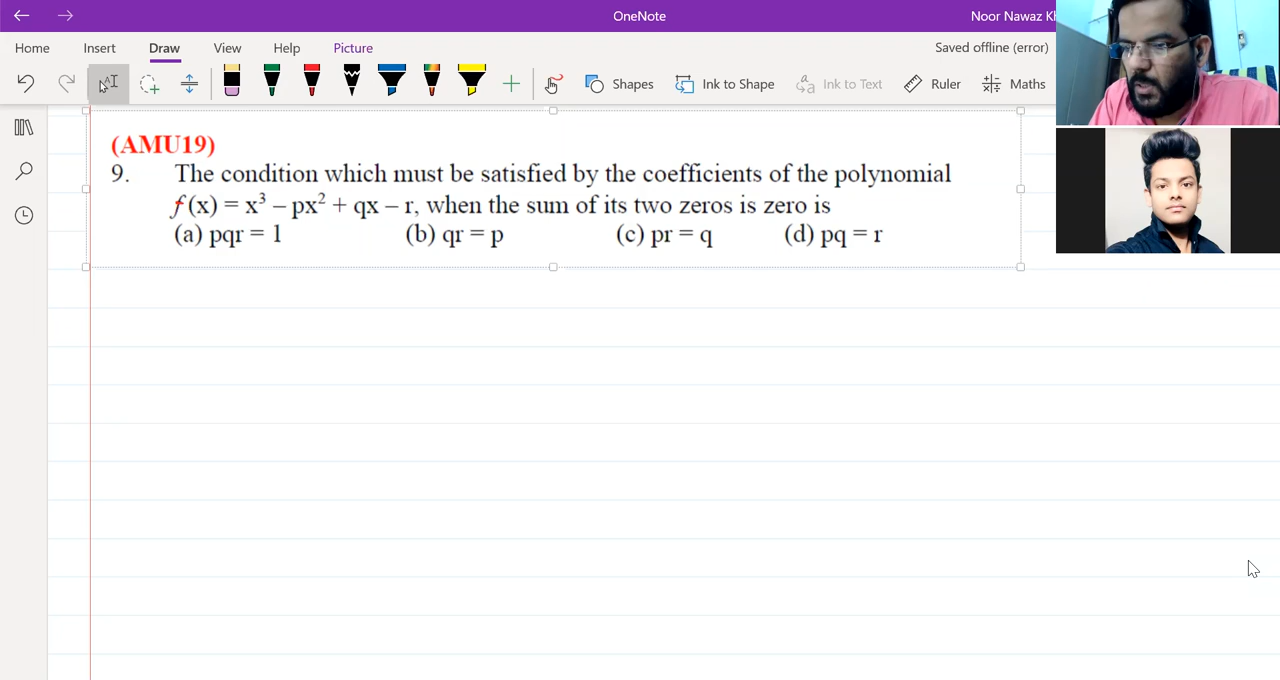 OneNote
Noor Nawaz Kh
Home Insert Draw View Help Picture
Saved offline (error)
Shapes Ink to Shape Ink to Text Ruler Maths
(AMU19)
9. The condition which must be satisfied by the coefficients of the polynomial
f (x) = x³ – px² + qx – r, when the sum of its two zeros is zero is
(a) pqr = 1 (b) qr = p (c) pr = q (d) pq = r